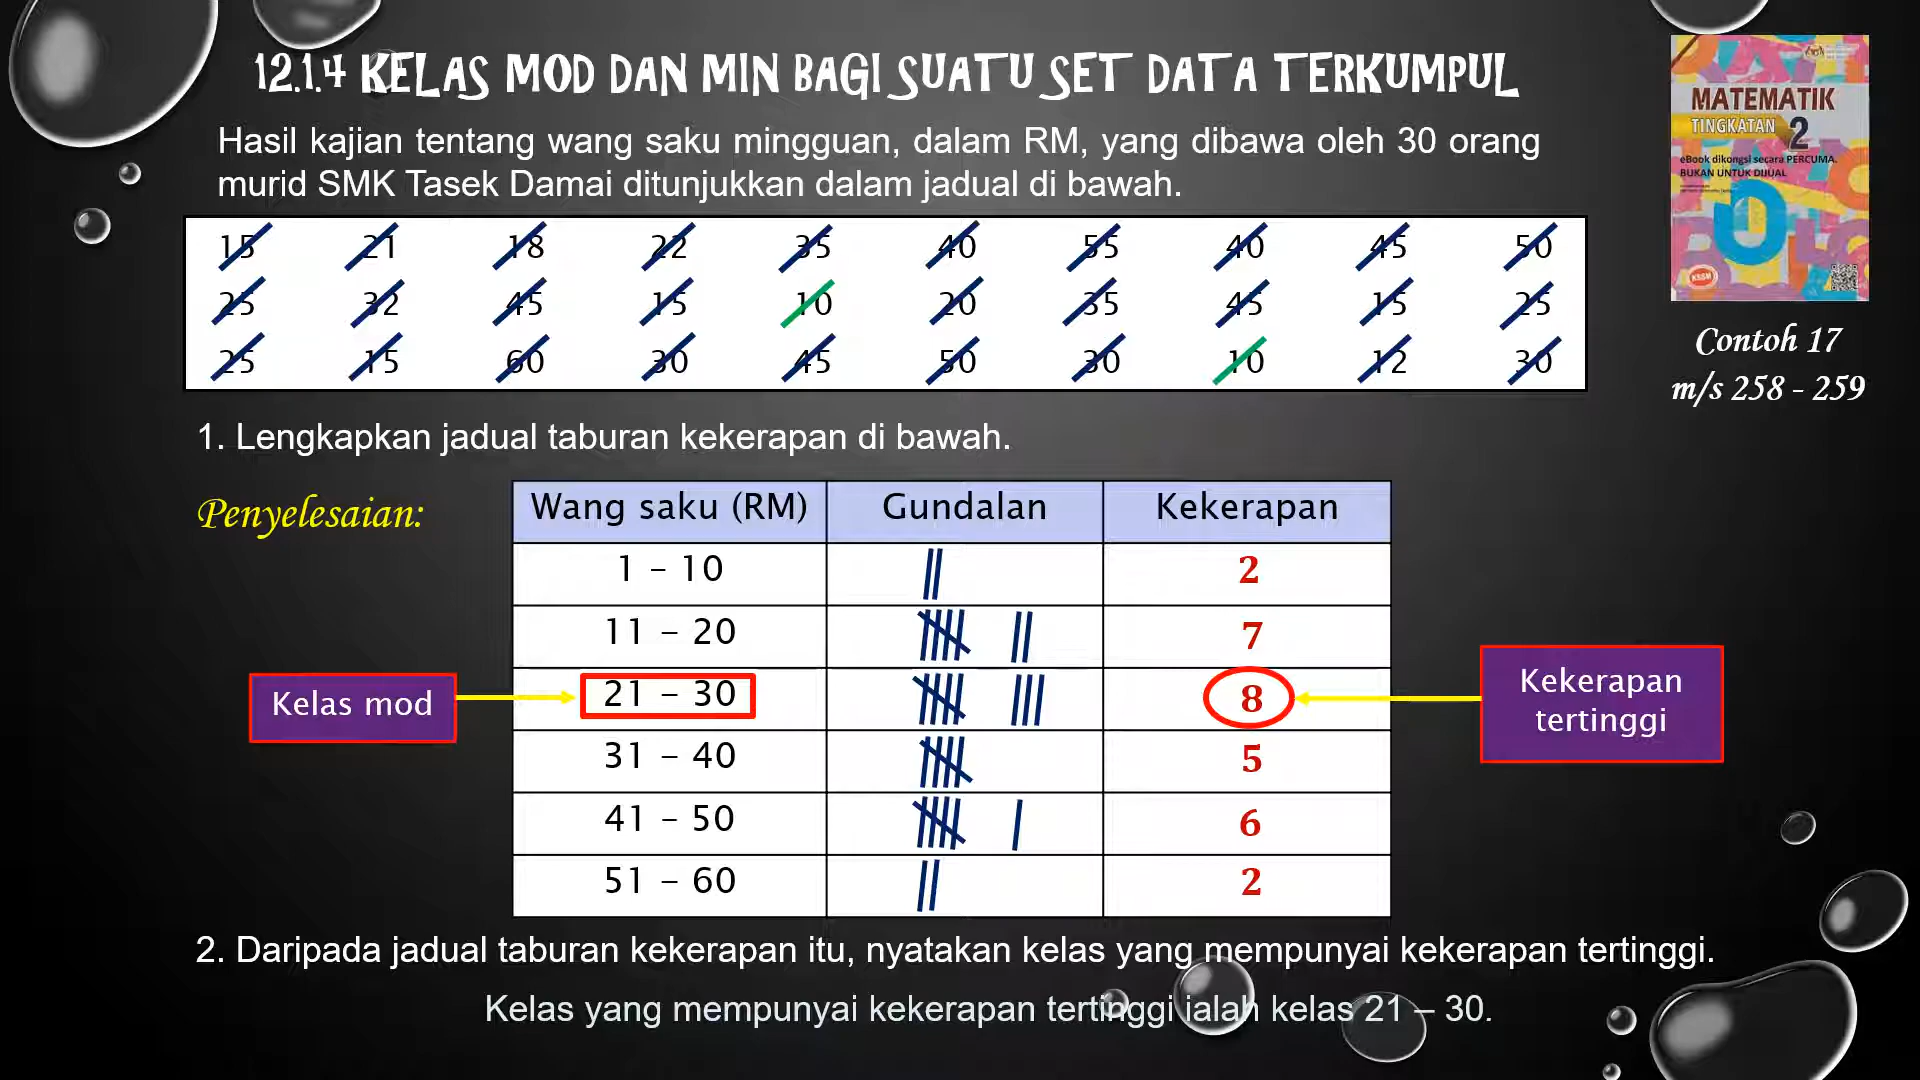 12.1.4 KELAS MOD DAN MIN BAGI SUATU SET DATA TERKUMPUL
Hasil kajian tentang wang saku mingguan, dalam RM, yang dibawa oleh 30 orang
murid SMK Tasek Damai ditunjukkan dalam jadual di bawah.
15 21 18 22 35 40 55 40 45 50
25 32 45 15 10 20 35 45 15 25
25 15 60 30 45 50 30 10 12 30
MATEMATIK
TINGKATAN 2
eBook dikongsi secara PERCUMA.
BUKAN UNTUK DIJUAL
KSSM
Contoh 17
m/s 258 - 259
1. Lengkapkan jadual taburan kekerapan di bawah.
Penyelesaian:
Wang saku (RM) Gundalan Kekerapan
1 – 10 2
11 – 20 7
Kelas mod 21 – 30 8 Kekerapan
tertinggi
31 – 40 5
41 – 50 6
51 – 60 2
2. Daripada jadual taburan kekerapan itu, nyatakan kelas yang mempunyai kekerapan tertinggi.
Kelas yang mempunyai kekerapan tertinggi ialah kelas 21 – 30.